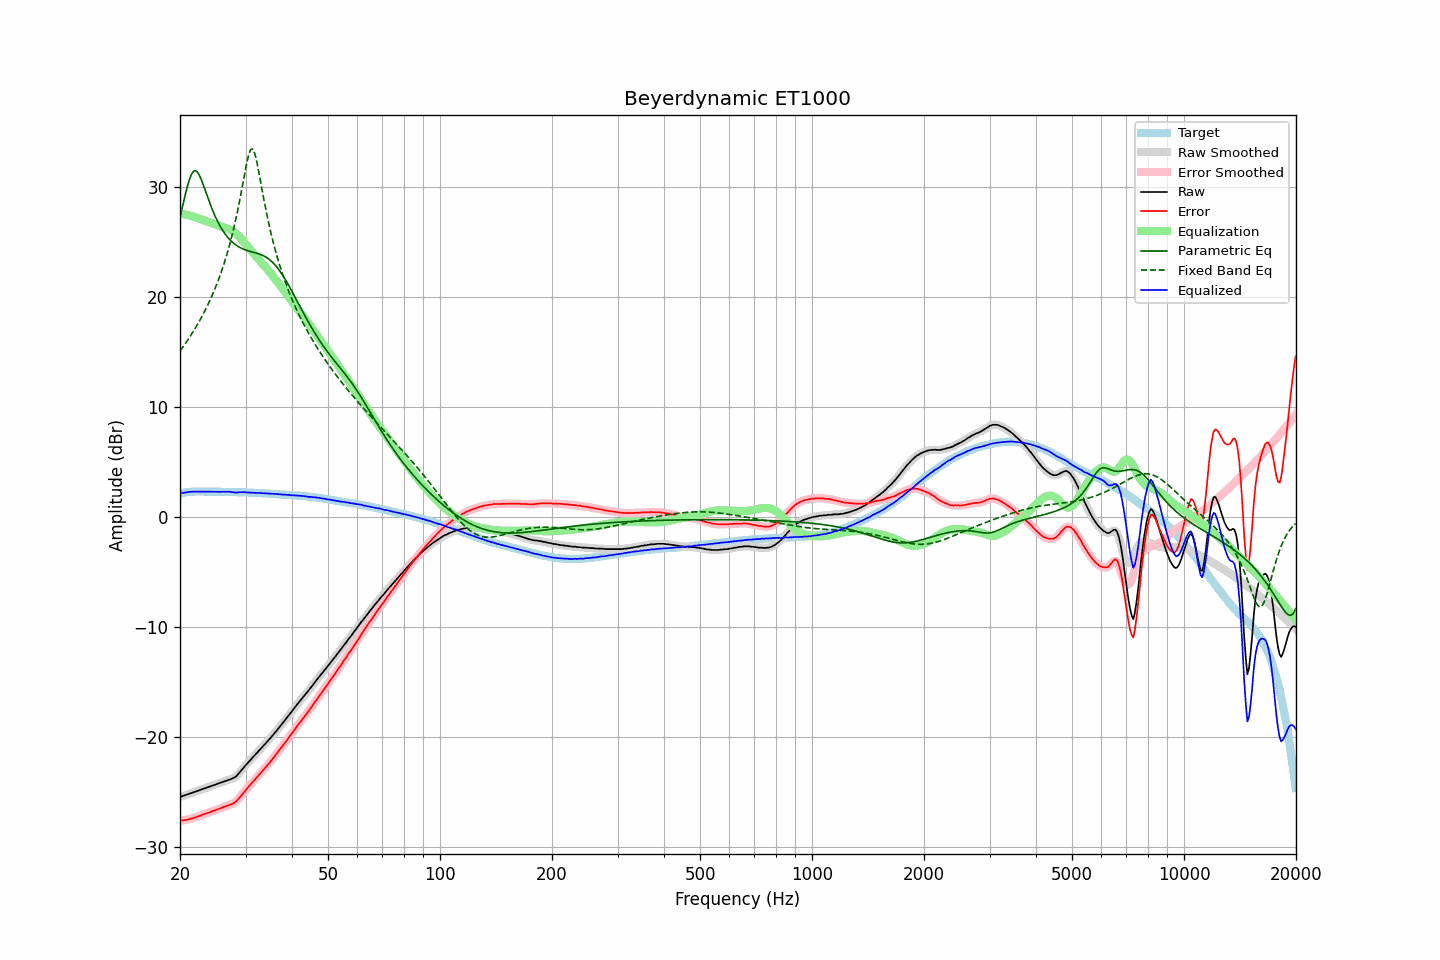 Beyerdynamic ET1000
Target
Raw Smoothed
Error Smoothed
Raw
Error
Equalization
Parametric Eq
Fixed Band Eq
Equalized
Amplitude (dBr)
30
20
10
0
−10
−20
−30
20
50
100
200
500
1000
2000
5000
10000
20000
Frequency (Hz)